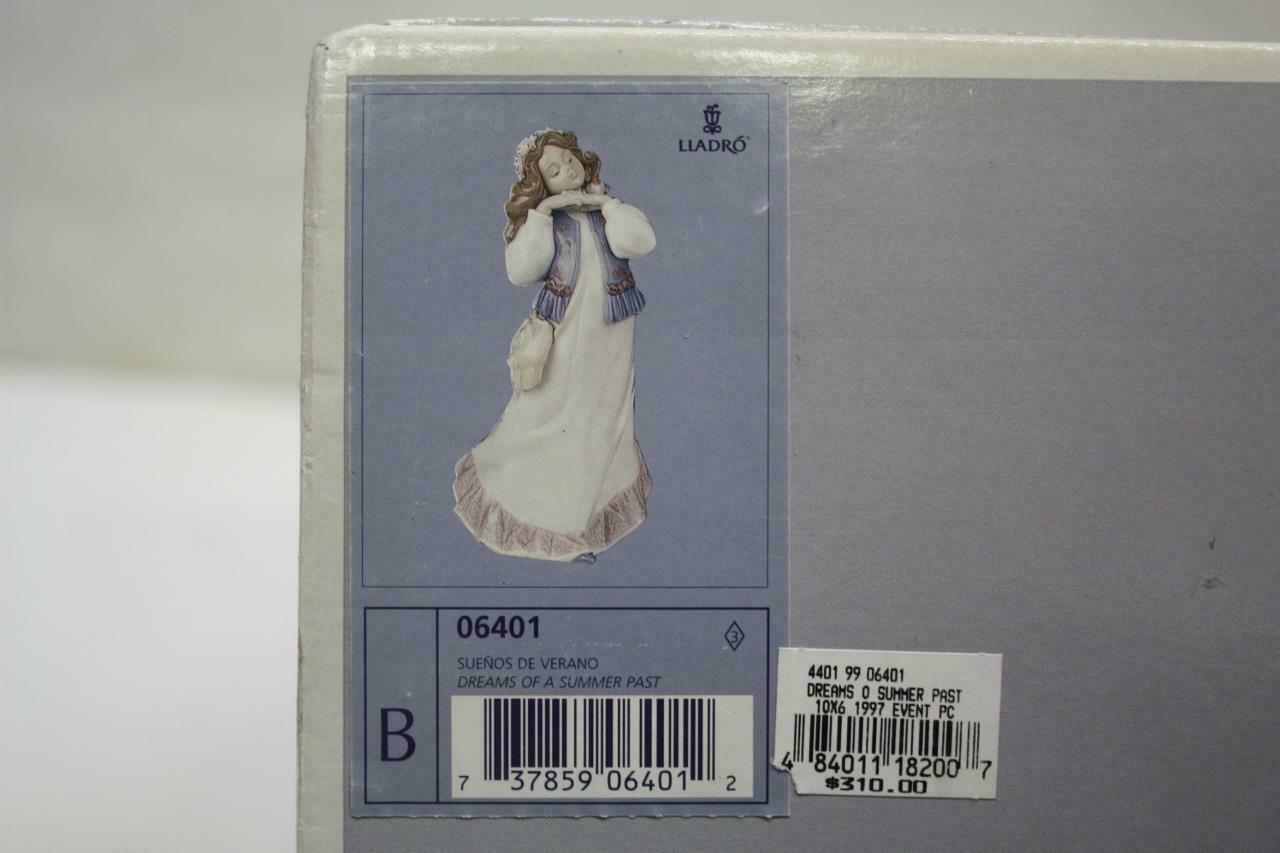 LLADRÓ
06401
3
SUEÑOS DE VERANO
DREAMS OF A SUMMER PAST
B
7 37859 06401 2
4401 99 06401
DREAMS O SUMMER PAST
10X6 1997 EVENT PC
4 84011 18200 7
$310.00